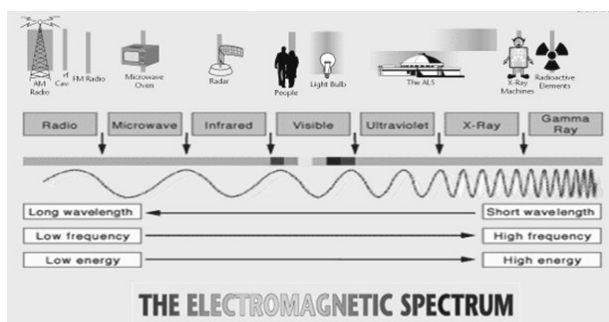 AM
Radio
Cav
rf
FM Radio
Microwave
Oven
Radar
People
Light Bulb
The ALS
X-Ray
Machines
Radioactive
Elements
Radio
Microwave
Infrared
Visible
Ultraviolet
X-Ray
Gamma
Ray
Long wavelength
Short wavelength
Low frequency
High frequency
Low energy
High energy
THE ELECTROMAGNETIC SPECTRUM